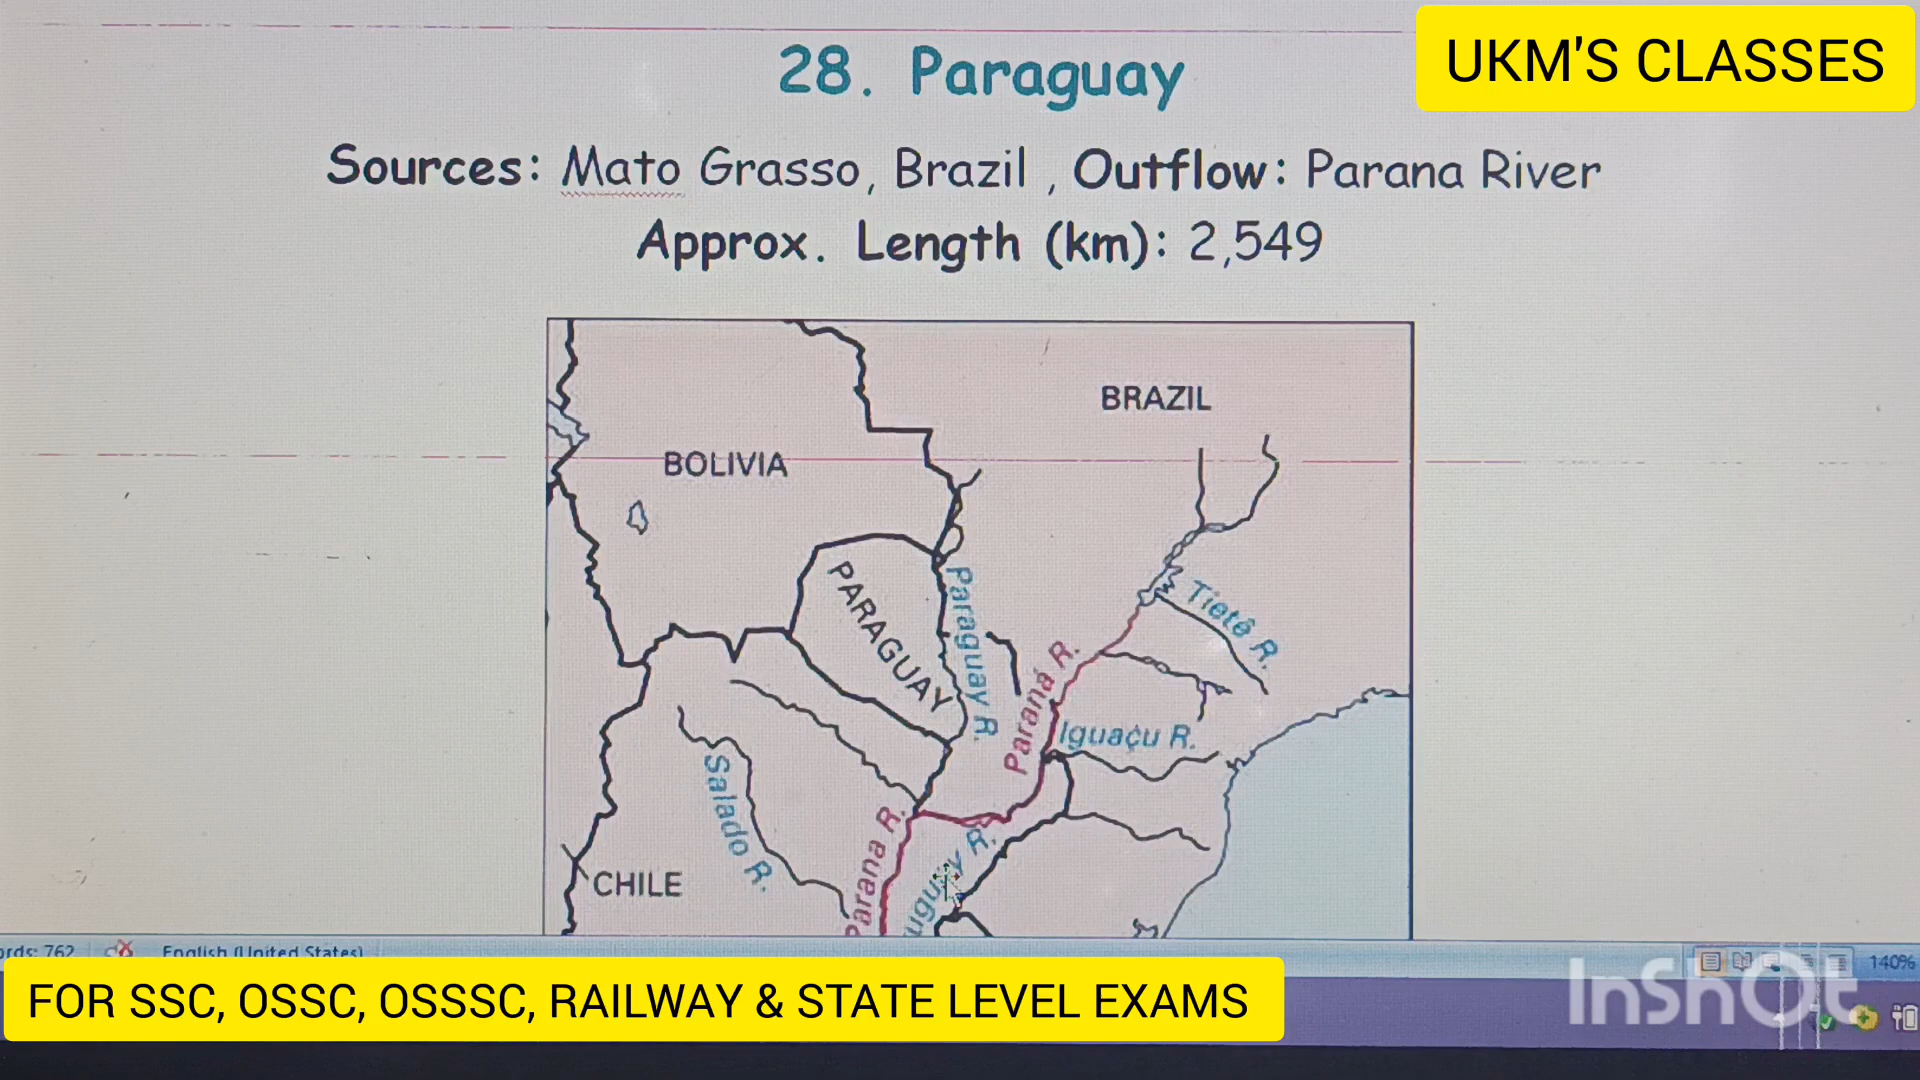 28. Paraguay
UKM'S CLASSES
Sources: Mato Grasso, Brazil , Outflow: Parana River
Approx. Length (km): 2,549
BRAZIL
BOLIVIA
PARAGUAY
Paraguay R.
Tietê R.
Paraná R.
Iguaçu R.
Salado R.
Parana R.
CHILE
English (United States)
140%
FOR SSC, OSSC, OSSSC, RAILWAY & STATE LEVEL EXAMS
InShOt